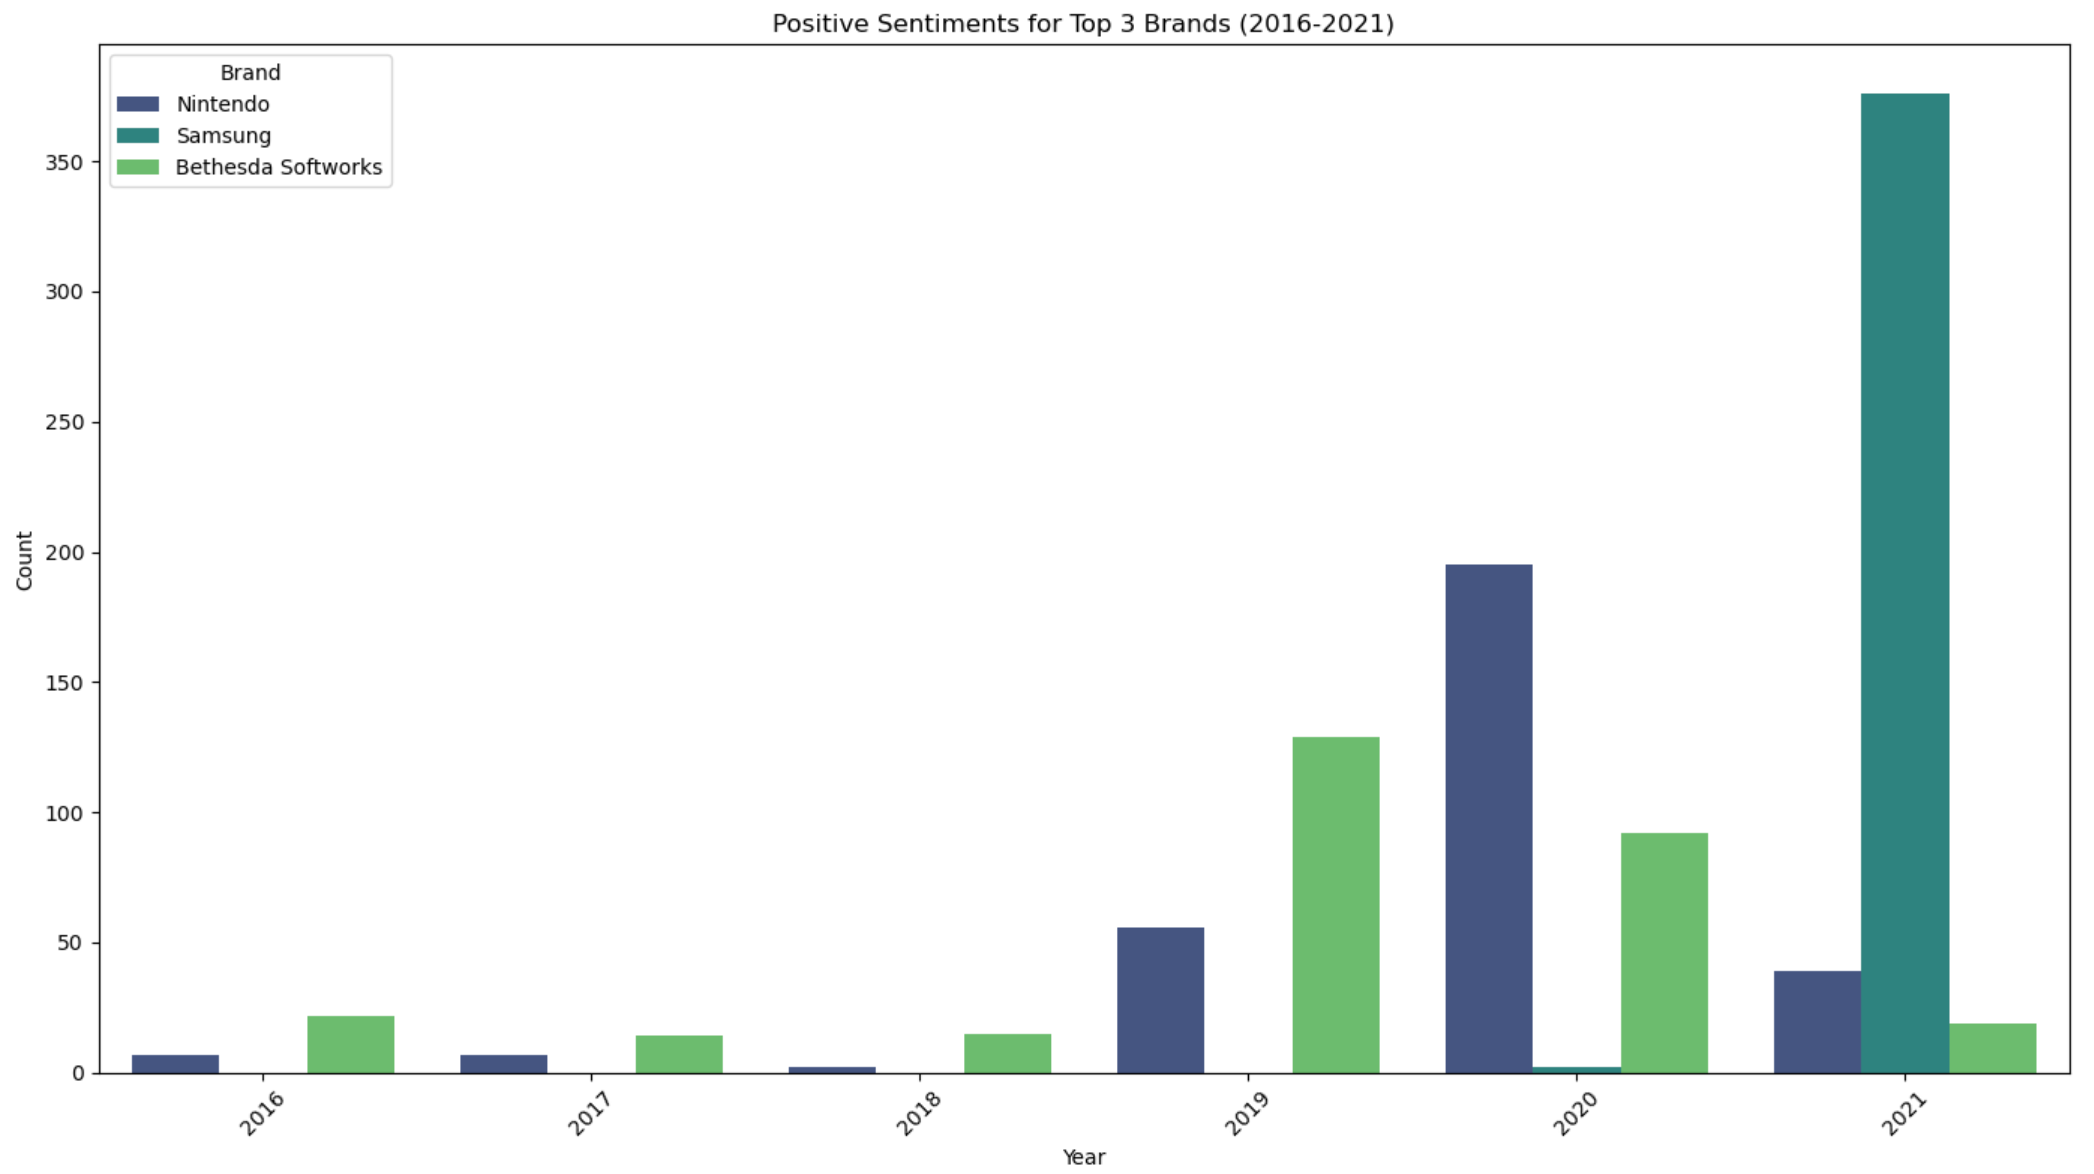 Positive Sentiments for Top 3 Brands (2016-2021)
Brand
Nintendo
Samsung
Bethesda Softworks
350
300
250
200
150
100
50
0
Count
2016
2017
2018
2019
2020
2021
Year